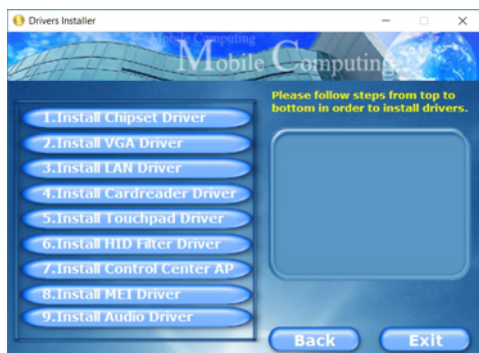 Drivers Installer
Mobile Computing
Mobile Computing
Please follow steps from top to
bottom in order to install drivers.
1.Install Chipset Driver
2.Install VGA Driver
3.Install LAN Driver
4.Install Cardreader Driver
5.Install Touchpad Driver
6.Install HID Filter Driver
7.Install Control Center AP
8.Install MEI Driver
9.Install Audio Driver
Back Exit